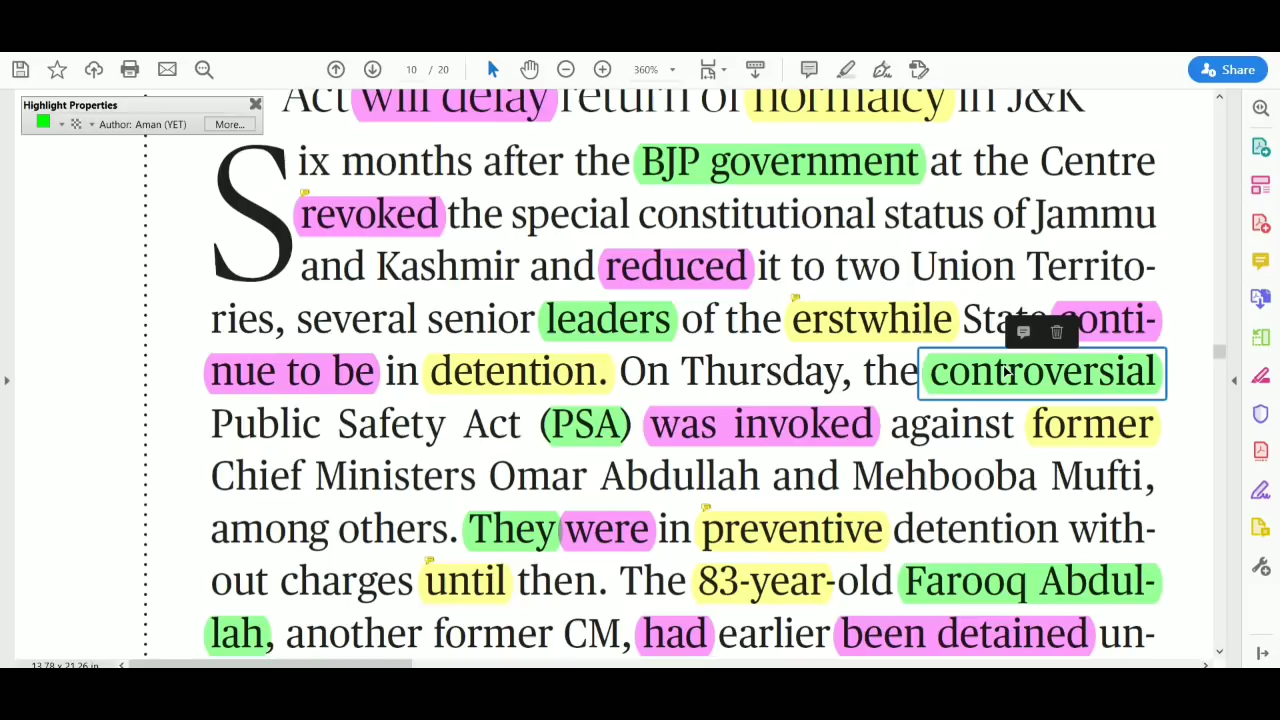 10 / 20
360%
Share
Highlight Properties
Author: Aman (YET)
More...
Act will delay return of normalcy in J&K
Six months after the BJP government at the Centre
revoked the special constitutional status of Jammu
and Kashmir and reduced it to two Union Territo-
ries, several senior leaders of the erstwhile State conti-
nue to be in detention. On Thursday, the controversial
Public Safety Act (PSA) was invoked against former
Chief Ministers Omar Abdullah and Mehbooba Mufti,
among others. They were in preventive detention with-
out charges until then. The 83-year-old Farooq Abdul-
lah, another former CM, had earlier been detained un-
13.78 x 21.26 in